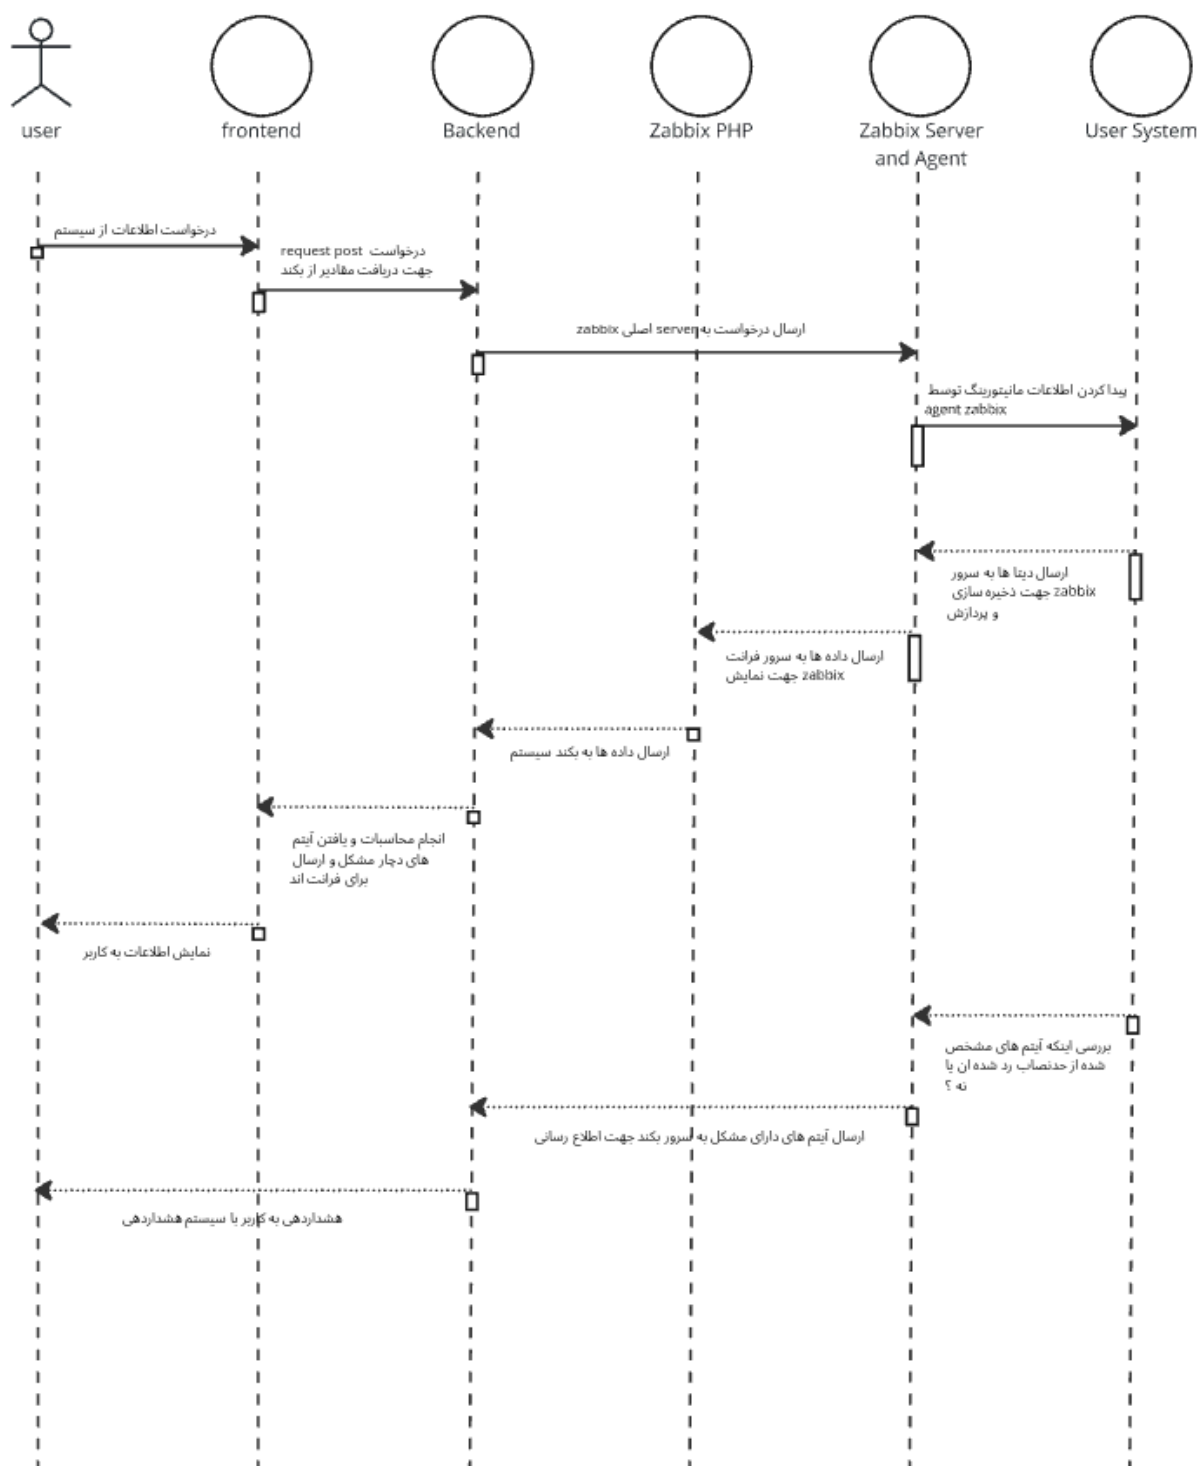 user
frontend
Backend
Zabbix PHP
Zabbix Server
and Agent
User System
درخواست اطلاعات از سیستم
درخواست request post
جهت دریافت مقادیر از بکند
ارسال درخواست به server اصلی zabbix
پیدا کردن اطلاعات مانیتورینگ توسط
agent zabbix
ارسال دیتا ها به سرور
zabbix جهت ذخیره سازی
و پردازش
ارسال داده ها به سرور فرانت
zabbix جهت نمایش
ارسال داده ها به بکند سیستم
انجام محاسبات و یافتن آیتم
های دچار مشکل و ارسال
برای فرانت اند
نمایش اطلاعات به کاربر
بررسی اینکه آیتم های مشخص
شده از حدنصاب رد شده ان یا
نه ؟
ارسال آیتم های دارای مشکل به سرور بکند جهت اطلاع رسانی
هشداردهی به کاربر با سیستم هشداردهی